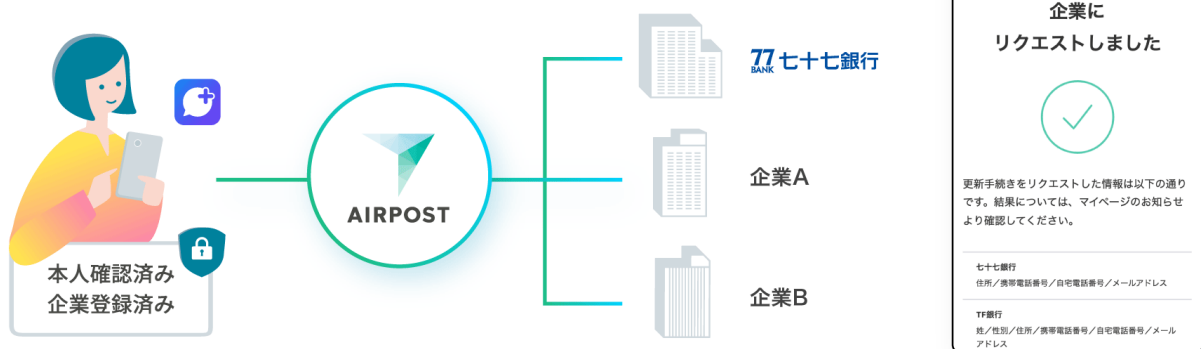 本人確認済み
企業登録済み
AIRPOST
77
BANK
七十七銀行
企業A
企業B
企業に
リクエストしました
更新手続きをリクエストした情報は以下の通り
です。結果については、マイページのお知らせ
より確認してください。
七十七銀行
住所／携帯電話番号／自宅電話番号／メールアドレス
TF銀行
姓／性別／住所／携帯電話番号／自宅電話番号／メール
アドレス